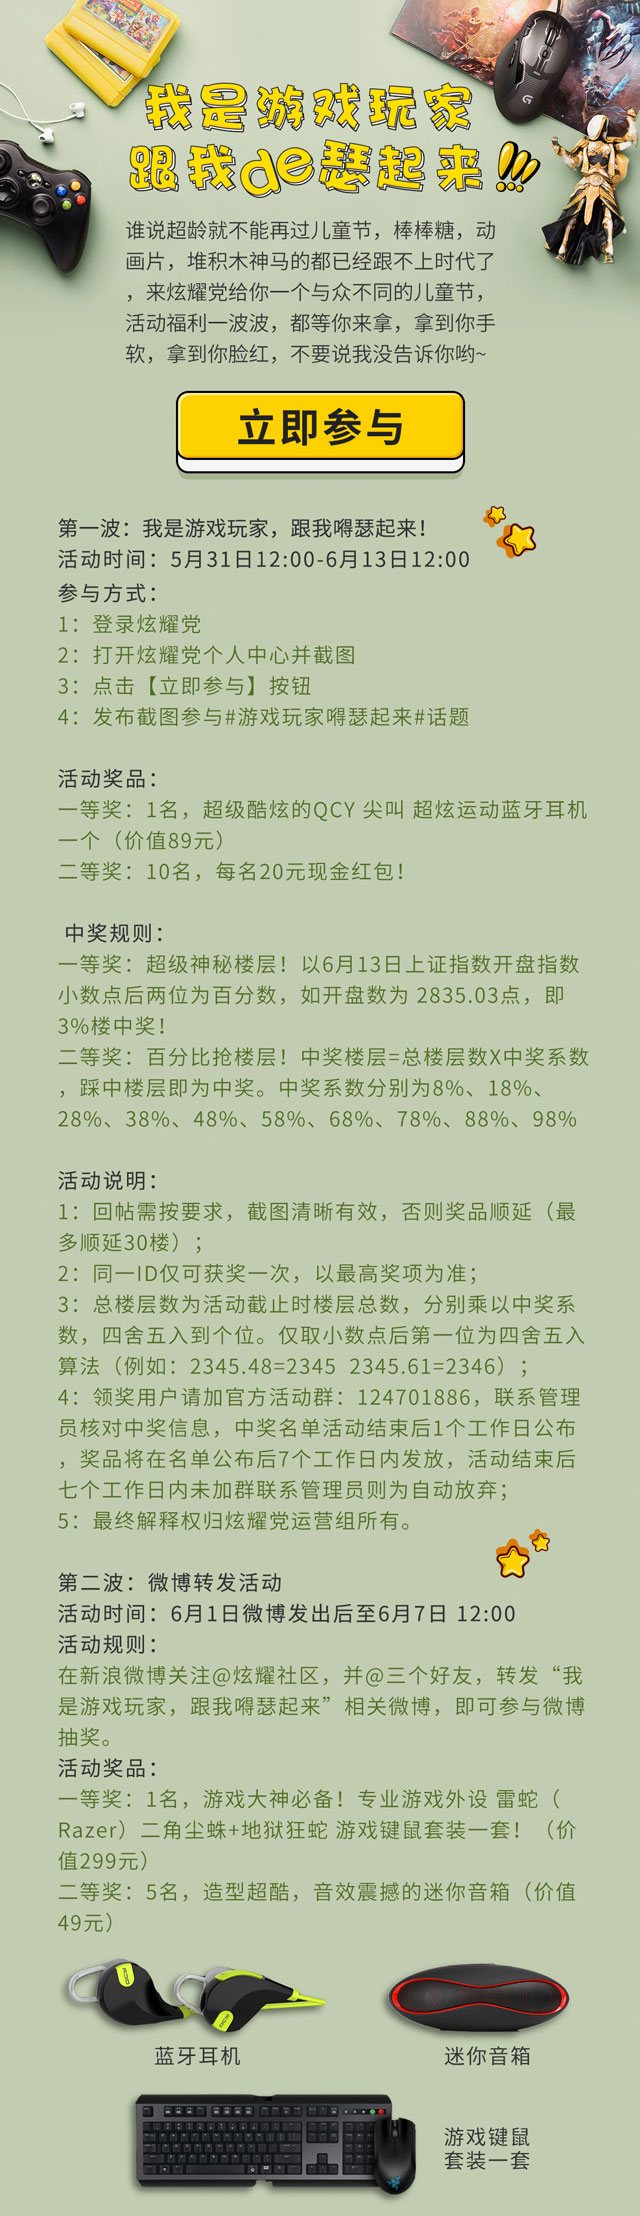 我是游戏玩家
跟我de瑟起来!!!
谁说超龄就不能再过儿童节，棒棒糖，动
画片，堆积木神马的都已经跟不上时代了
，来炫耀党给你一个与众不同的儿童节，
活动福利一波波，都等你来拿，拿到你手
软，拿到你脸红，不要说我没告诉你哟~
立即参与
第一波：我是游戏玩家，跟我嘚瑟起来！
活动时间：5月31日12:00-6月13日12:00
参与方式：
1：登录炫耀党
2：打开炫耀党个人中心并截图
3：点击【立即参与】按钮
4：发布截图参与#游戏玩家嘚瑟起来#话题
活动奖品：
一等奖：1名，超级酷炫的QCY 尖叫 超炫运动蓝牙耳机
一个（价值89元）
二等奖：10名，每名20元现金红包！
中奖规则：
一等奖：超级神秘楼层！以6月13日上证指数开盘指数
小数点后两位为百分数，如开盘数为 2835.03点，即
3%楼中奖！
二等奖：百分比抢楼层！中奖楼层=总楼层数X中奖系数
，踩中楼层即为中奖。中奖系数分别为8%、18%、
28%、38%、48%、58%、68%、78%、88%、98%
活动说明：
1：回帖需按要求，截图清晰有效，否则奖品顺延（最
多顺延30楼）；
2：同一ID仅可获奖一次，以最高奖项为准；
3：总楼层数为活动截止时楼层总数，分别乘以中奖系
数，四舍五入到个位。仅取小数点后第一位为四舍五入
算法（例如：2345.48=2345  2345.61=2346）；
4：领奖用户请加官方活动群：124701886，联系管理
员核对中奖信息，中奖名单活动结束后1个工作日公布
，奖品将在名单公布后7个工作日内发放，活动结束后
七个工作日内未加群联系管理员则为自动放弃；
5：最终解释权归炫耀党运营组所有。
第二波：微博转发活动
活动时间：6月1日微博发出后至6月7日 12:00
活动规则：
在新浪微博关注@炫耀社区，并@三个好友，转发“我
是游戏玩家，跟我嘚瑟起来”相关微博，即可参与微博
抽奖。
活动奖品：
一等奖：1名，游戏大神必备！专业游戏外设 雷蛇（
Razer）二角尘蛛+地狱狂蛇 游戏键鼠套装一套！（价
值299元）
二等奖：5名，造型超酷，音效震撼的迷你音箱（价值
49元）
蓝牙耳机
迷你音箱
游戏键鼠
套装一套